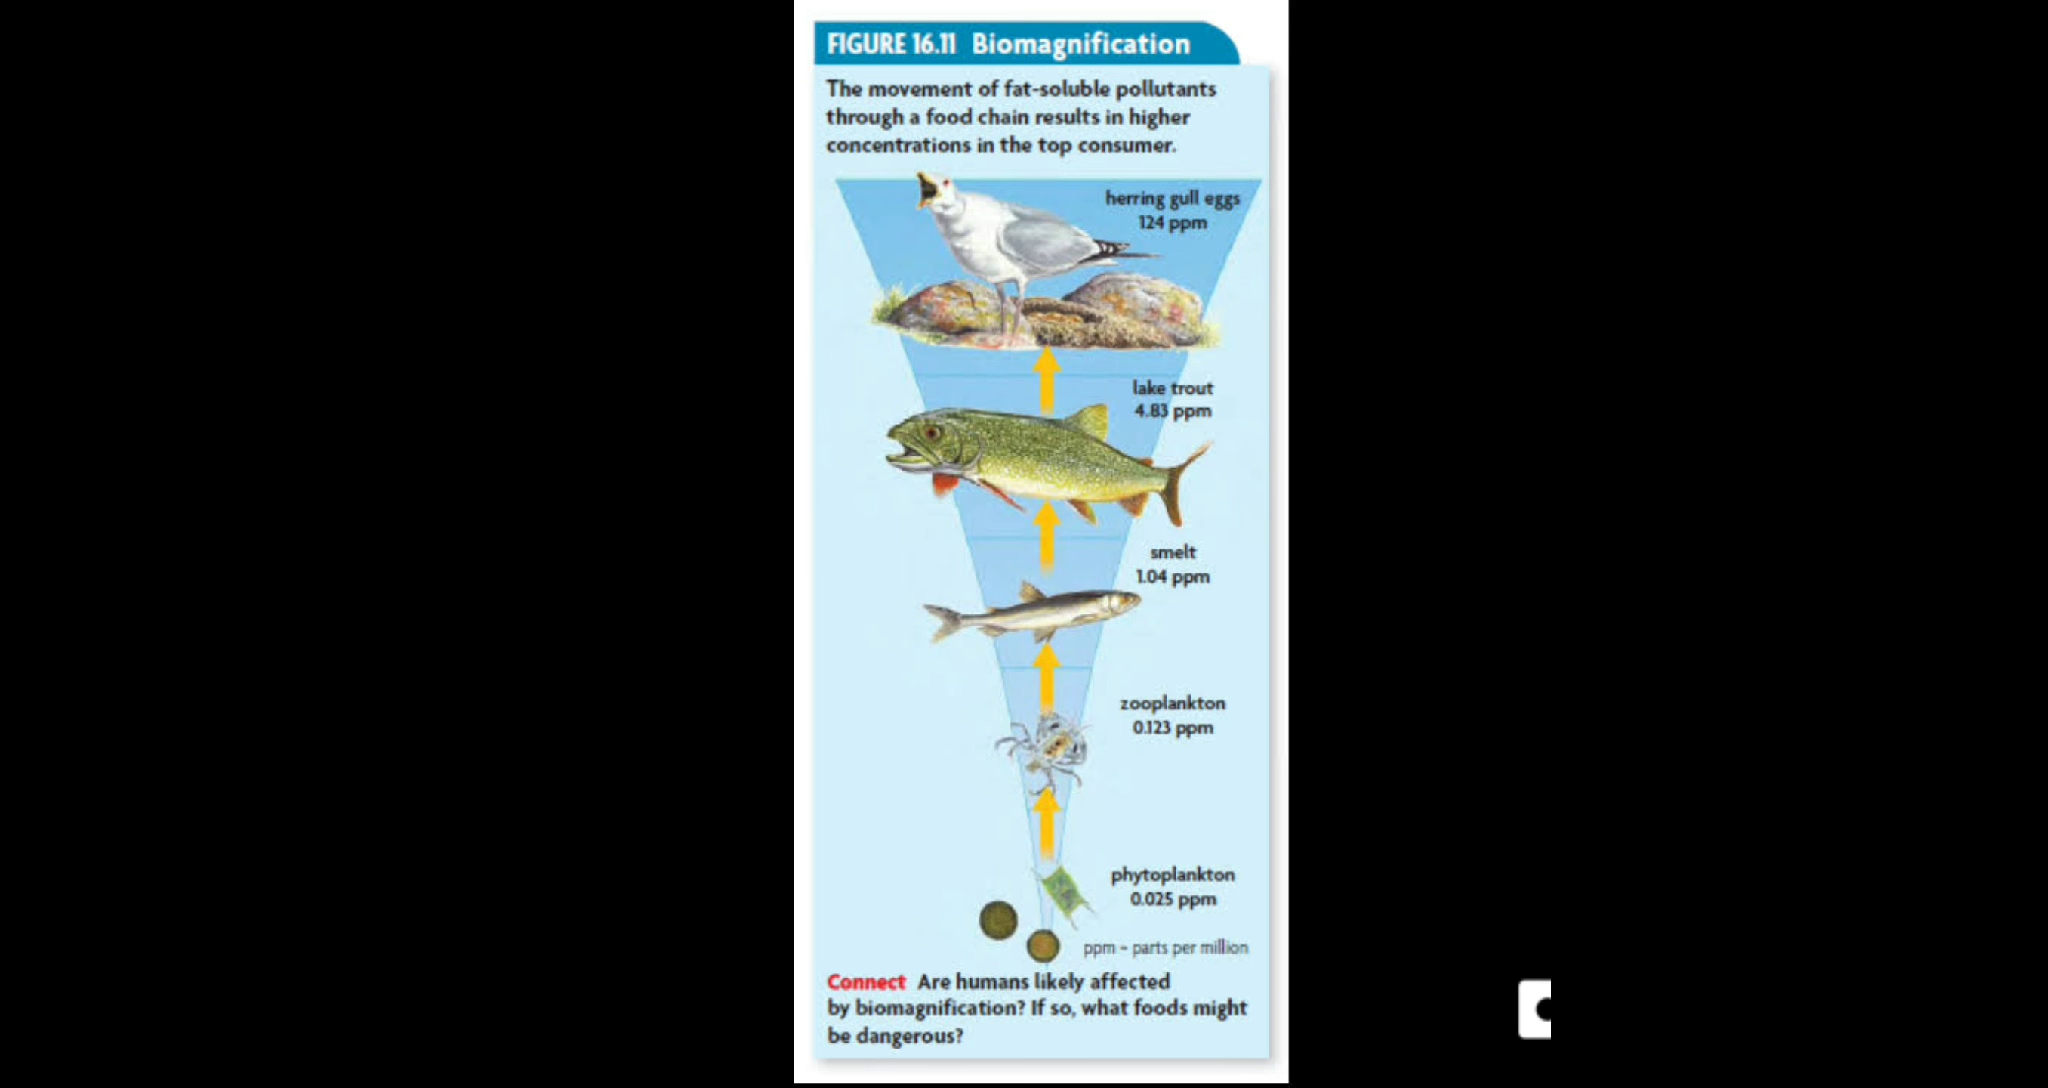 FIGURE 16.11 Biomagnification
The movement of fat-soluble pollutants
through a food chain results in higher
concentrations in the top consumer.
herring gull eggs
124 ppm
lake trout
4.83 ppm
smelt
1.04 ppm
zooplankton
0.123 ppm
phytoplankton
0.025 ppm
ppm - parts per million
Connect Are humans likely affected
by biomagnification? If so, what foods might
be dangerous?